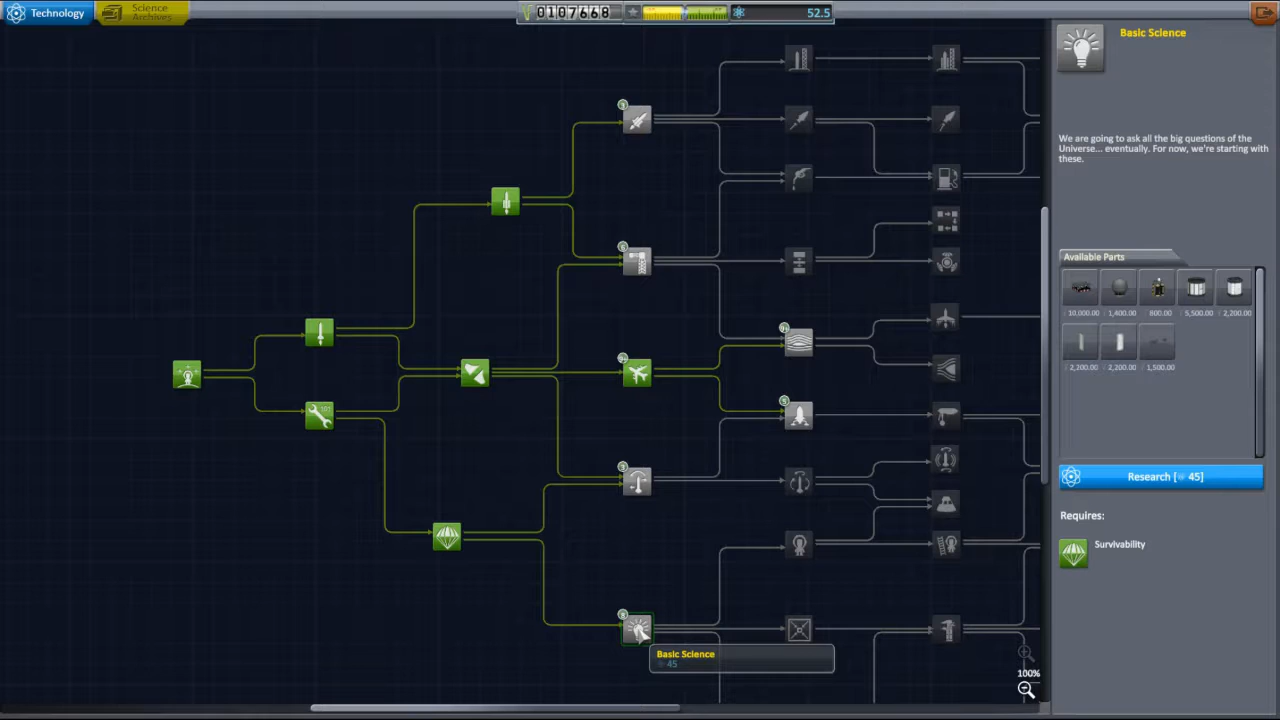 Technology
Science
Archives
0107668
52.5
Basic Science
We are going to ask all the big questions of the
Universe... eventually. For now, we're starting with
these.
Available Parts
10,000.00 1,400.00 800.00 5,500.00 2,200.00
2,200.00 2,200.00 1,500.00
Research [45]
Requires:
Survivability
Basic Science
45
100%